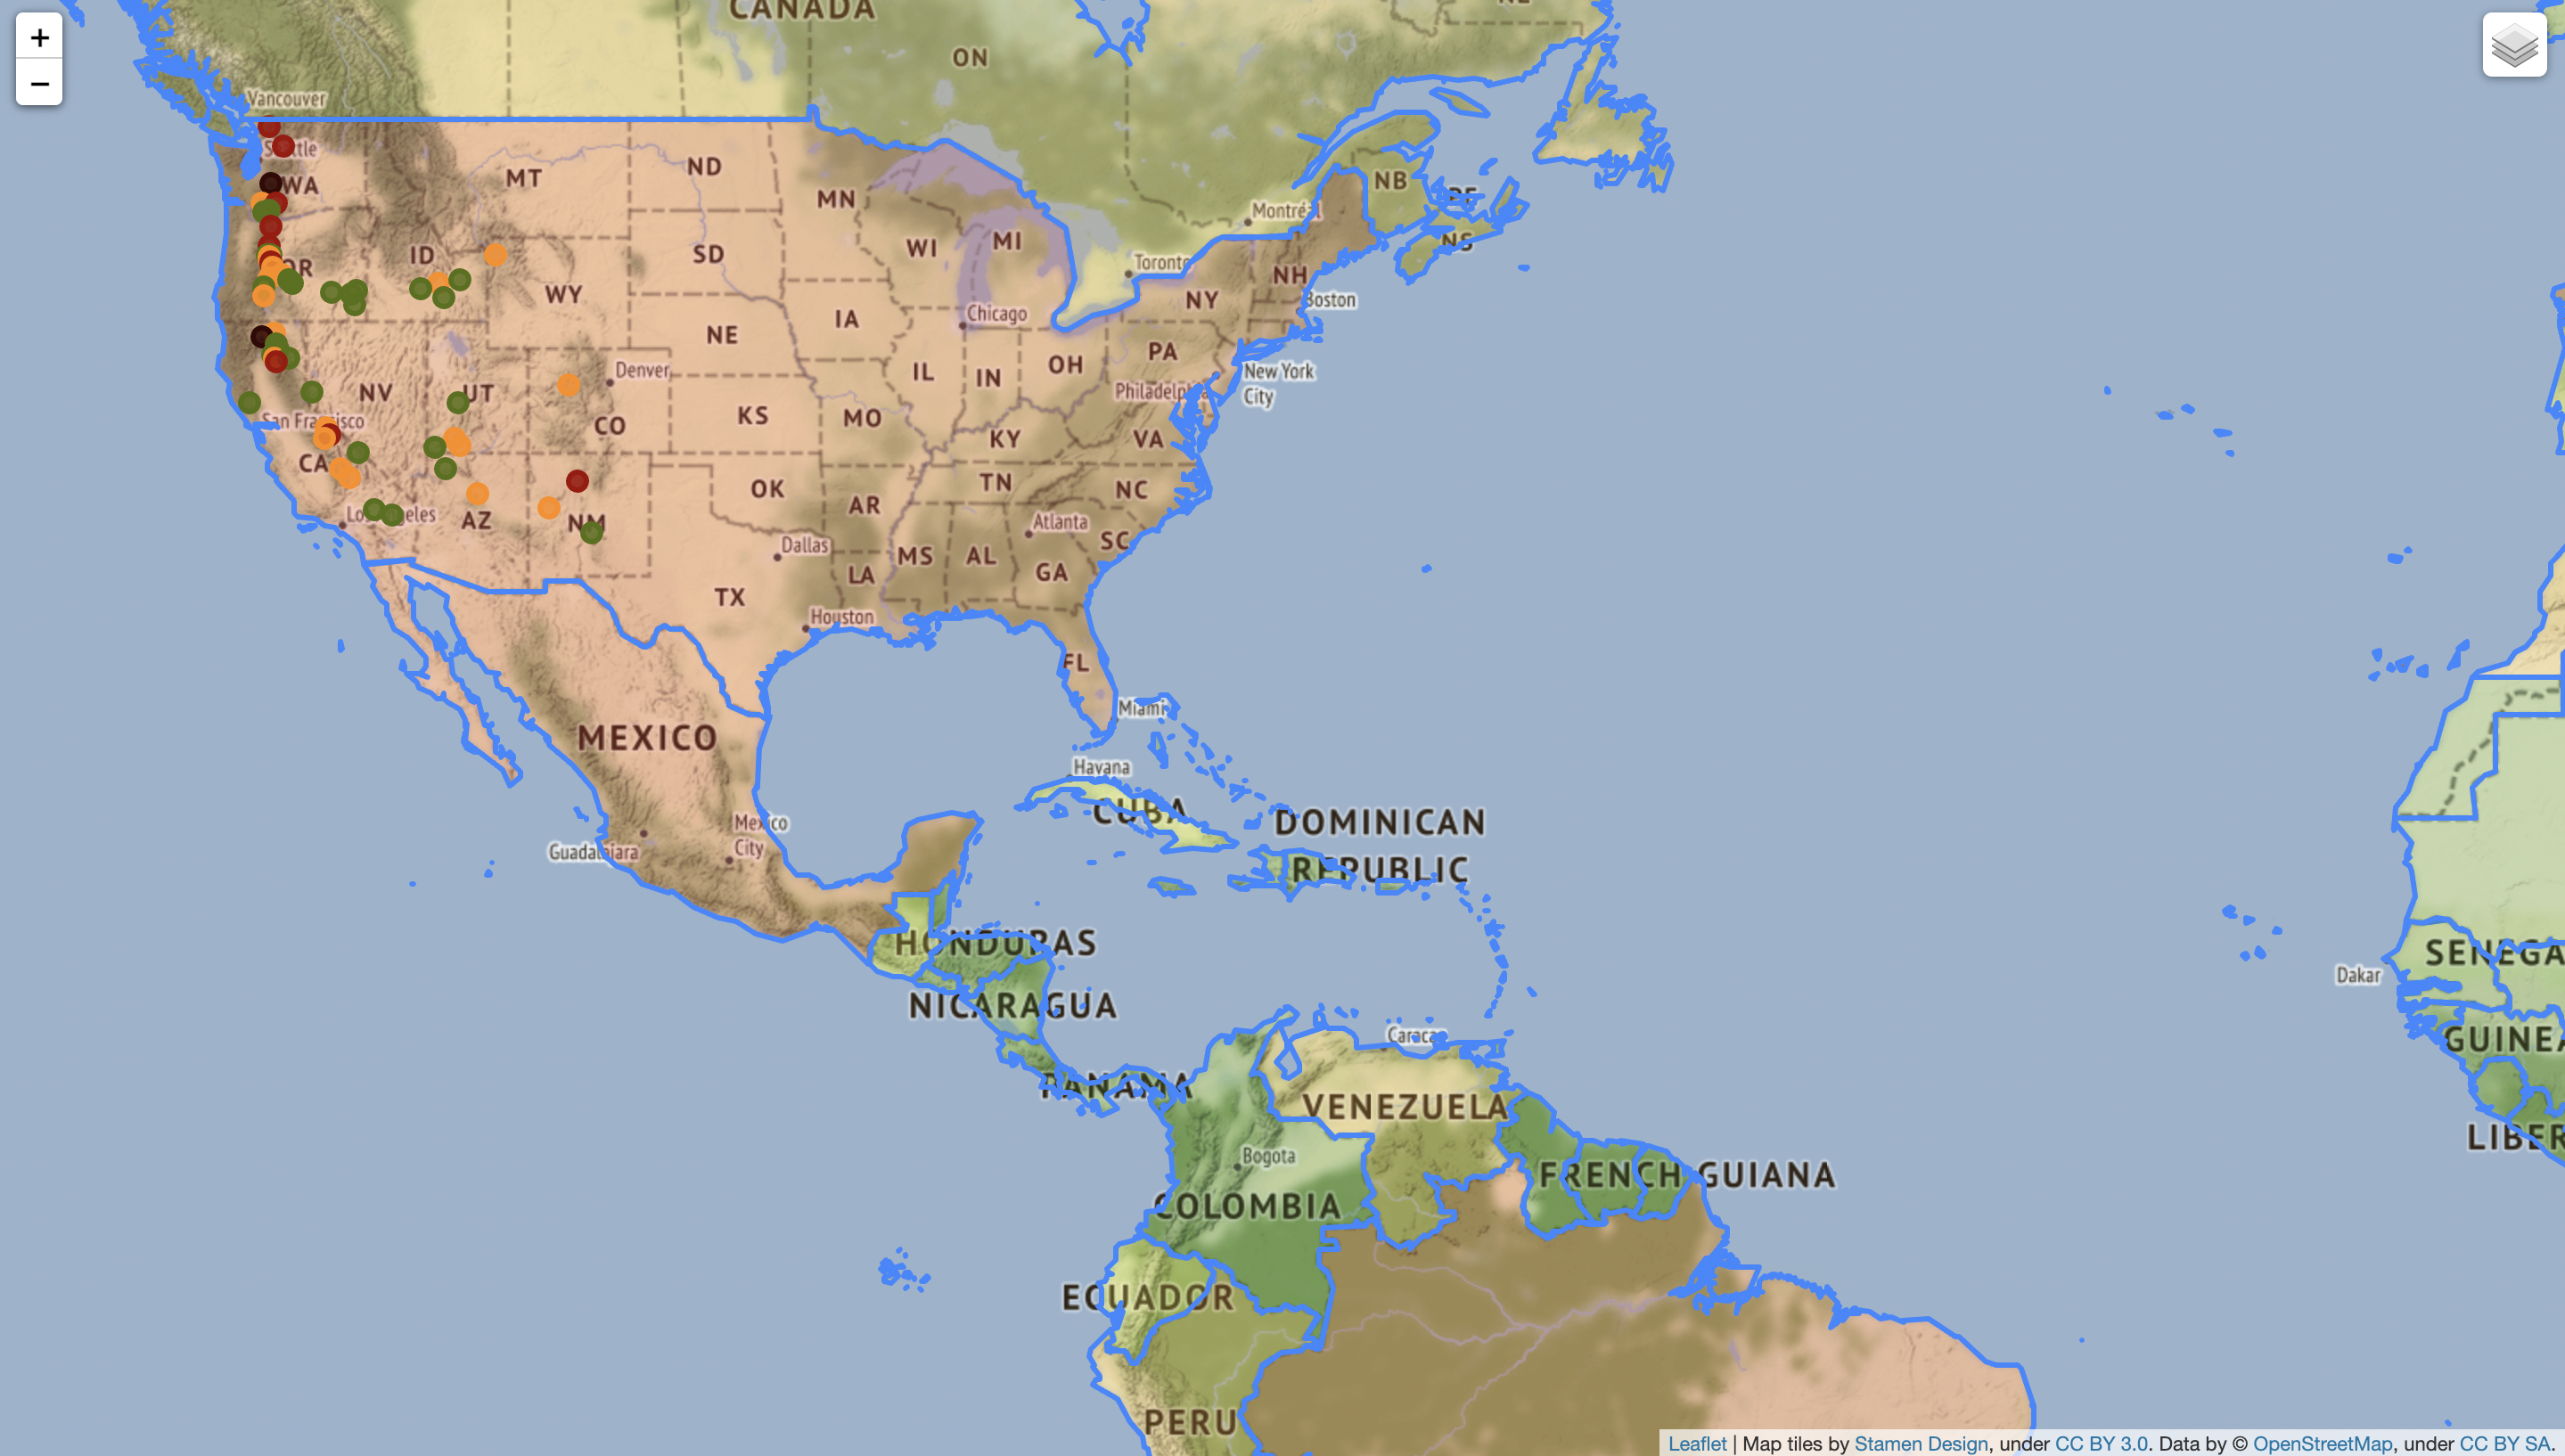 CANADA
NL
+
−
ON
Vancouver
Seattle
WA
MT
ND
MN
NB
PE
NS
Montréal
Toronto
OR
ID
SD
WI
MI
NH
NY
Boston
WY
IA
Chicago
NE
PA
OH
IL
IN
Denver
New York
City
Philadelphia
NV
UT
CO
KS
MO
KY
VA
San Francisco
CA
TN
NC
OK
AR
Los Angeles
AZ
NM
Atlanta
SC
Dallas
MS
AL
GA
LA
TX
Houston
FL
Miami
MEXICO
Havana
CUBA
DOMINICAN
REPUBLIC
Mexico
City
Guadalajara
HONDURAS
NICARAGUA
SENEGA
Dakar
Caracas
GUINEA
PANAMA
VENEZUELA
LIBER
Bogota
FRENCH GUIANA
COLOMBIA
ECUADOR
PERU
Leaflet | Map tiles by Stamen Design, under CC BY 3.0. Data by © OpenStreetMap, under CC BY SA.